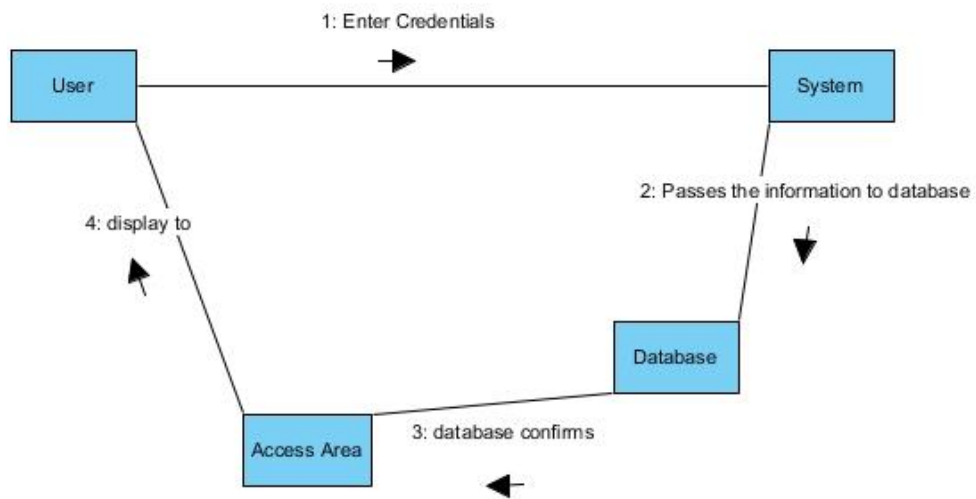 1: Enter Credentials
User
System
2: Passes the information to database
4: display to
Database
3: database confirms
Access Area